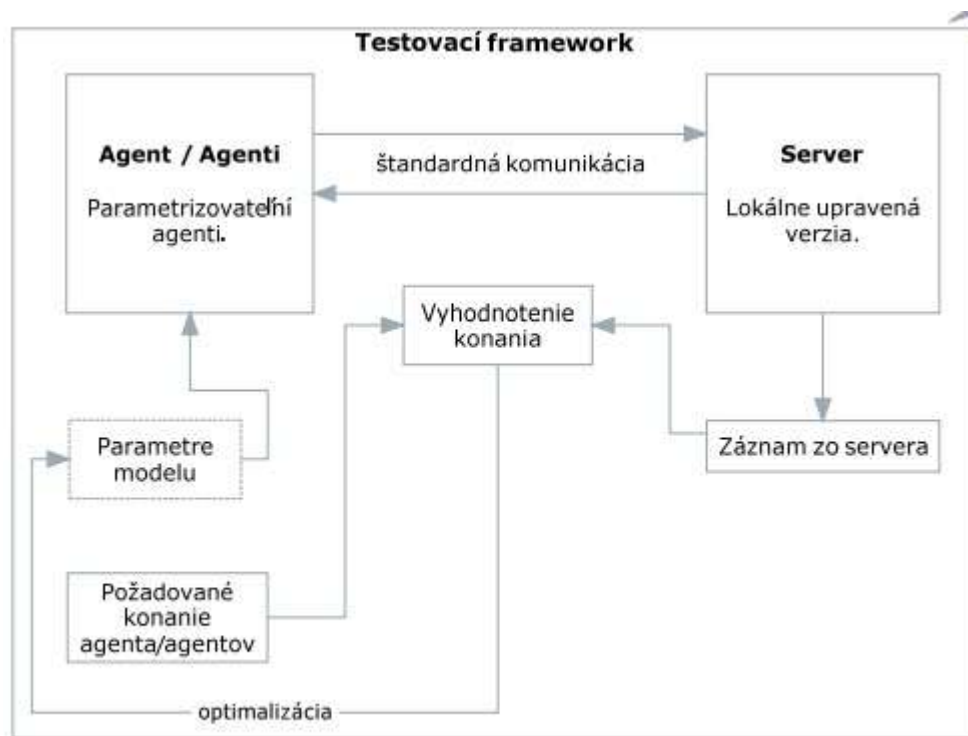 Testovací framework
Agent / Agenti
Parametrizovateľní
agenti.
štandardná komunikácia
Server
Lokálne upravená
verzia.
Vyhodnotenie
konania
Parametre
modelu
Záznam zo servera
Požadované
konanie
agenta/agentov
optimalizácia